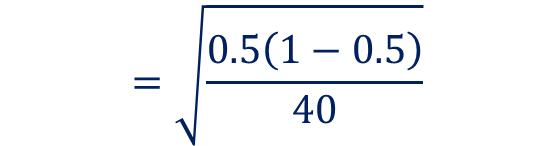 = √(0.5(1 − 0.5)/40)